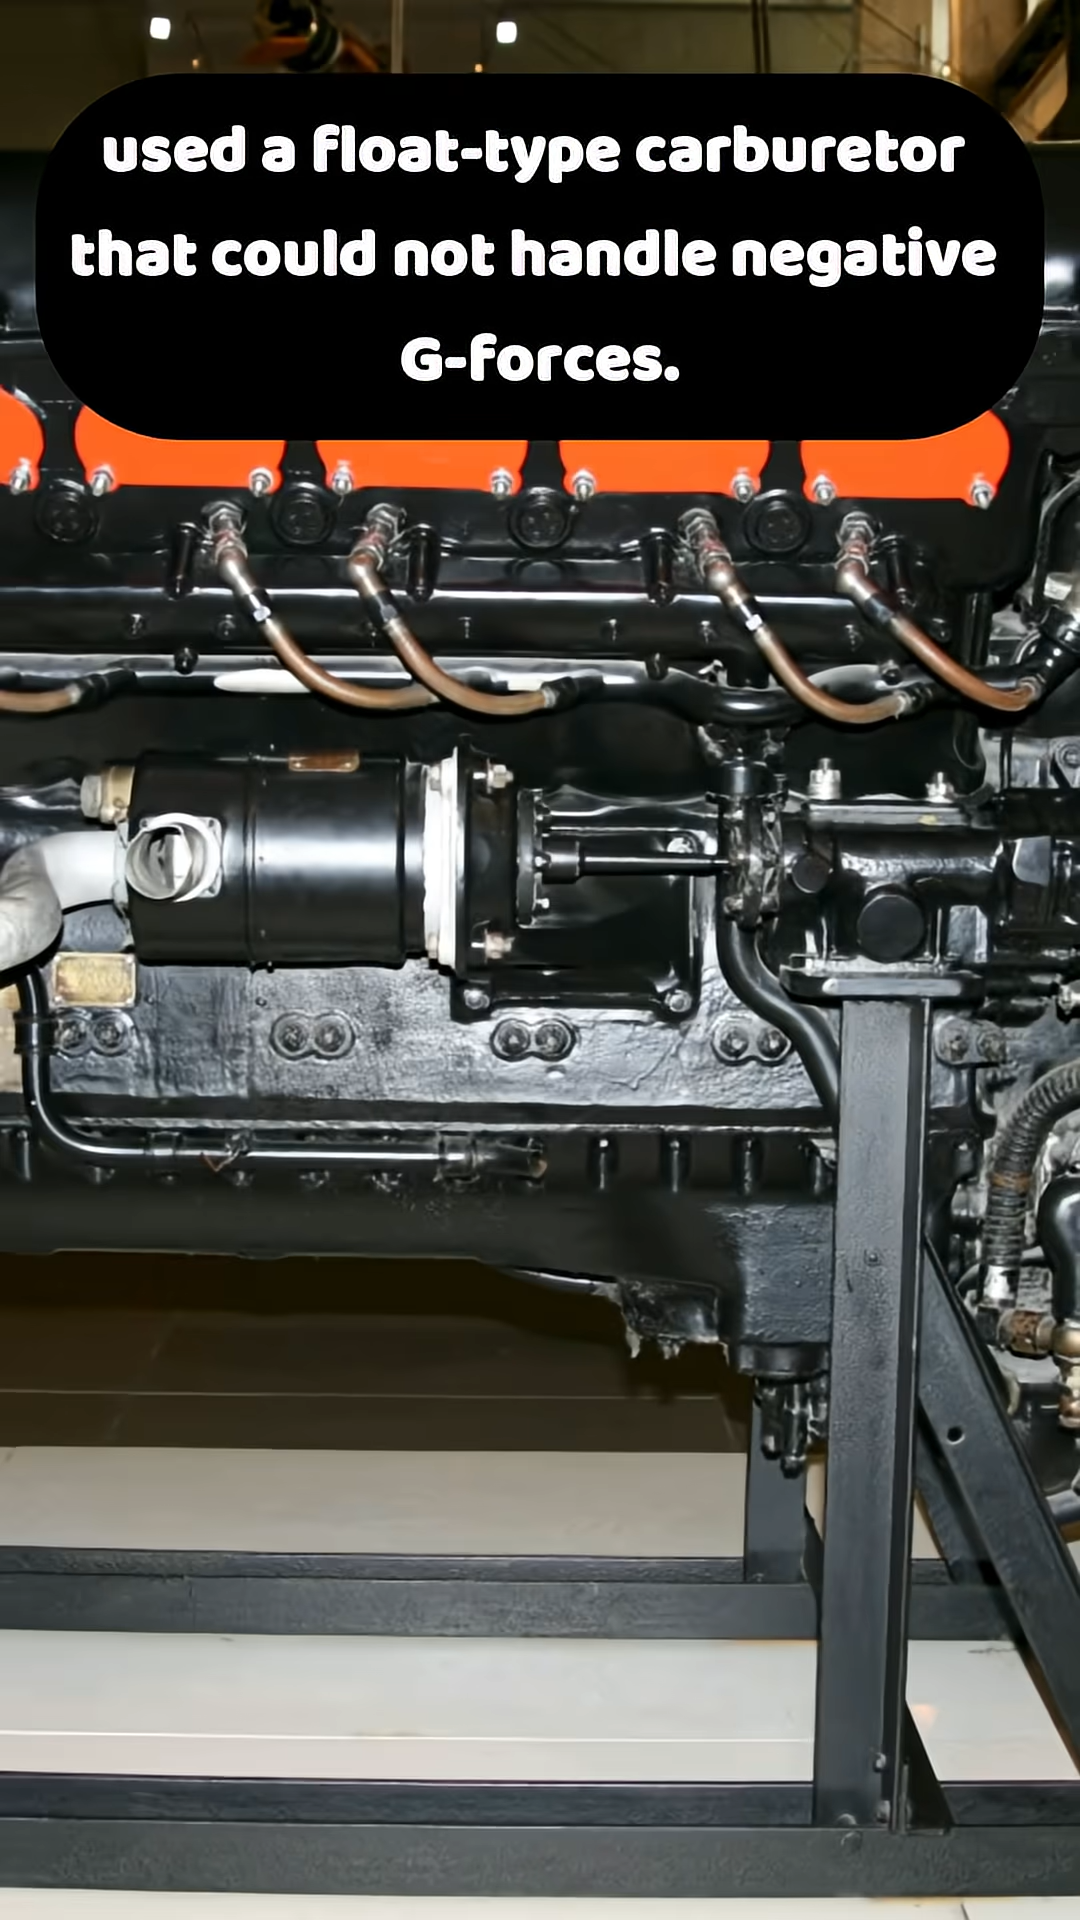 used a float-type carburetor
that could not handle negative
G-forces.